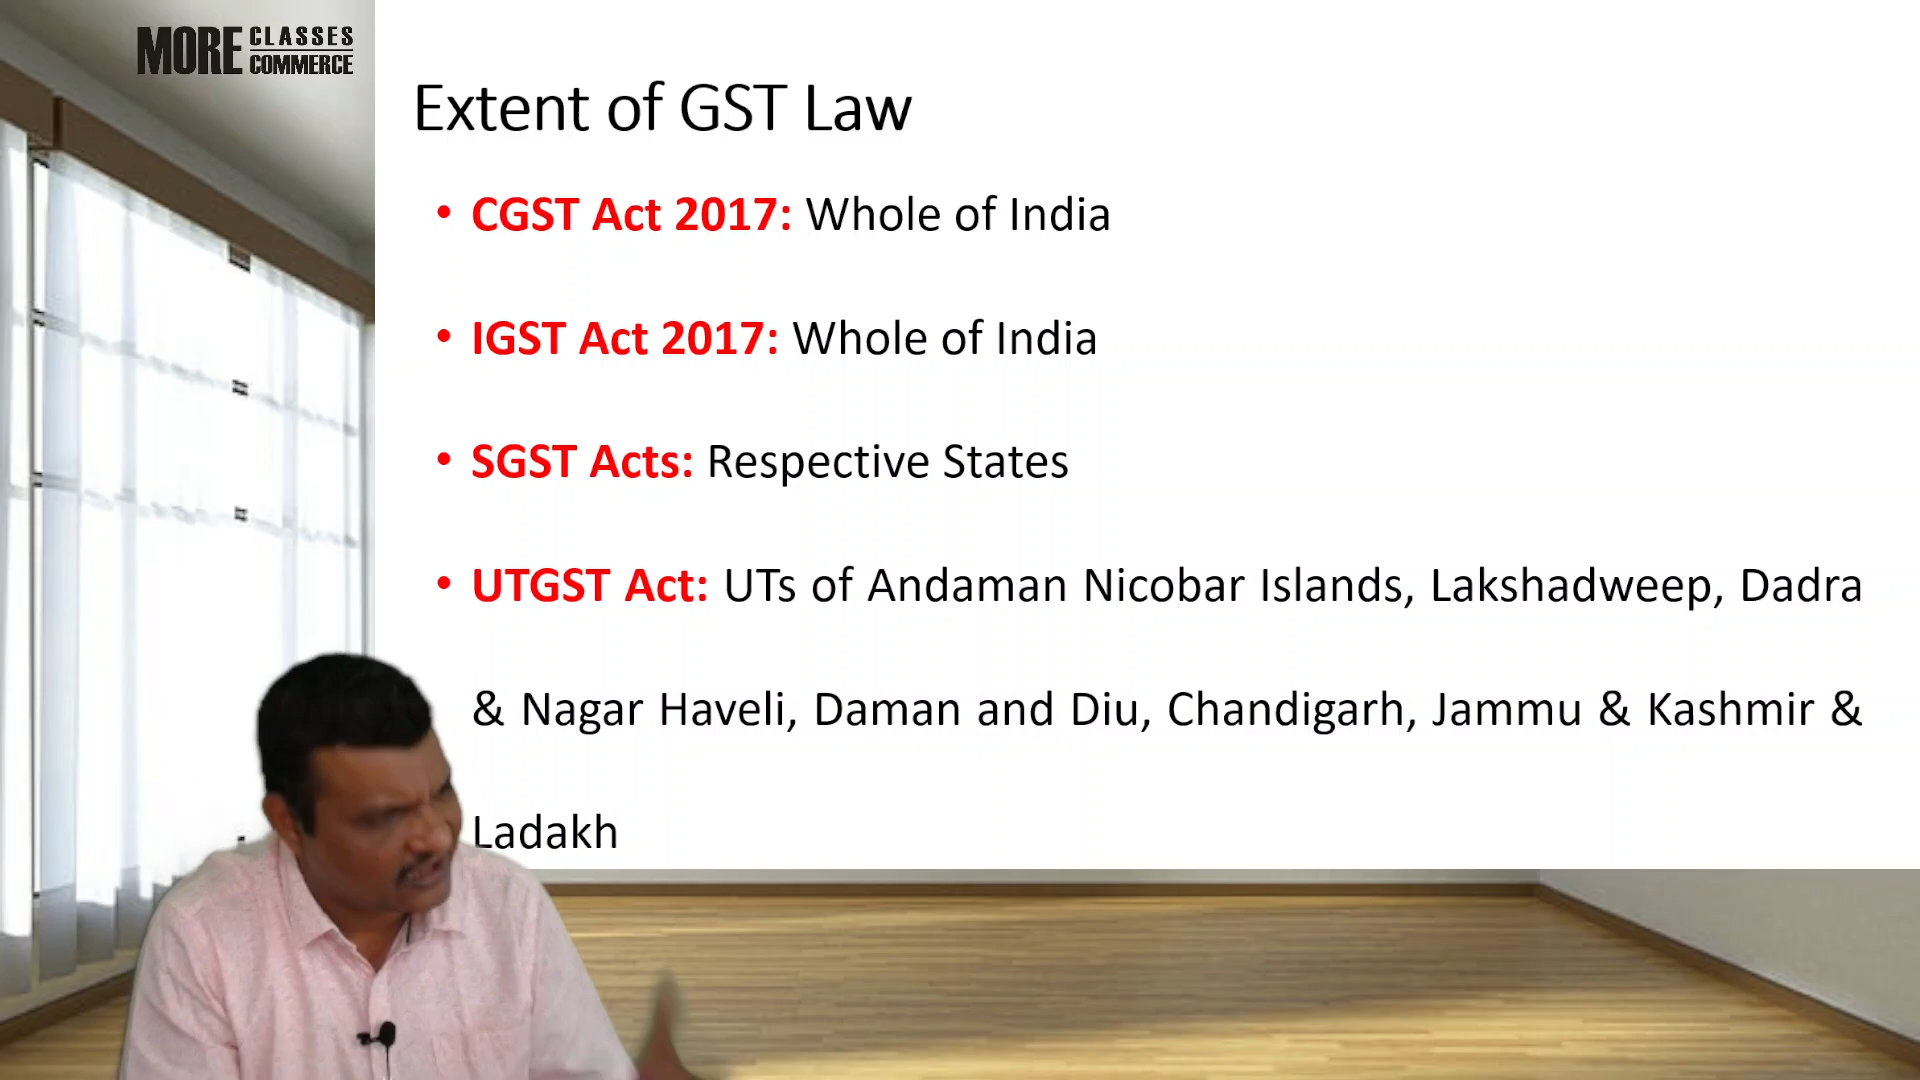 MORE CLASSES
COMMERCE
Extent of GST Law
• CGST Act 2017: Whole of India
• IGST Act 2017: Whole of India
• SGST Acts: Respective States
• UTGST Act: UTs of Andaman Nicobar Islands, Lakshadweep, Dadra
& Nagar Haveli, Daman and Diu, Chandigarh, Jammu & Kashmir &
Ladakh